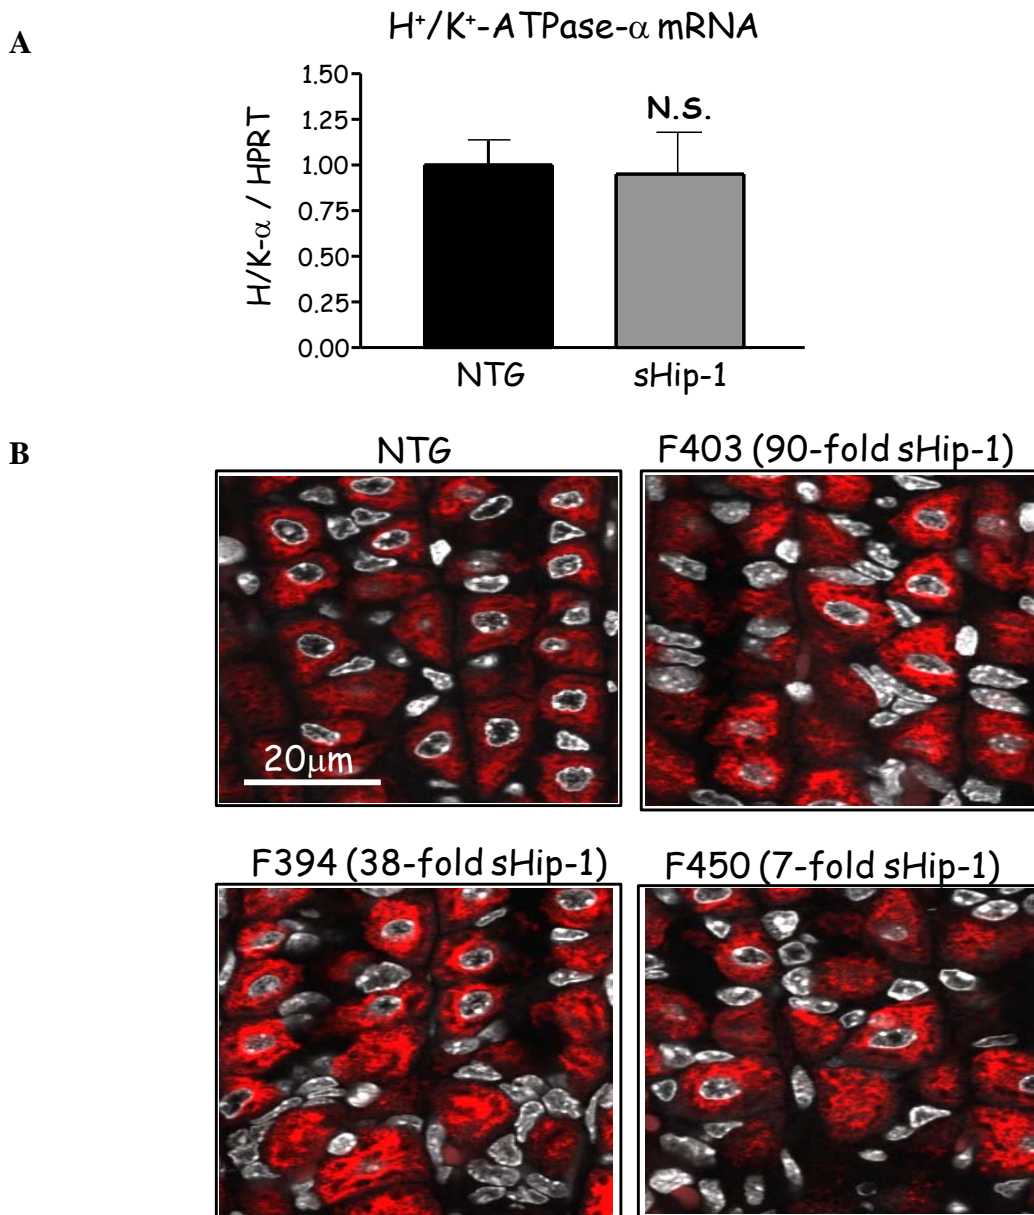 A
H⁺/K⁺-ATPase-α mRNA
H/K-α / HPRT
1.50
1.25
1.00
0.75
0.50
0.25
0.00
N.S.
NTG sHip-1
B
NTG
F403 (90-fold sHip-1)
20μm
F394 (38-fold sHip-1)
F450 (7-fold sHip-1)